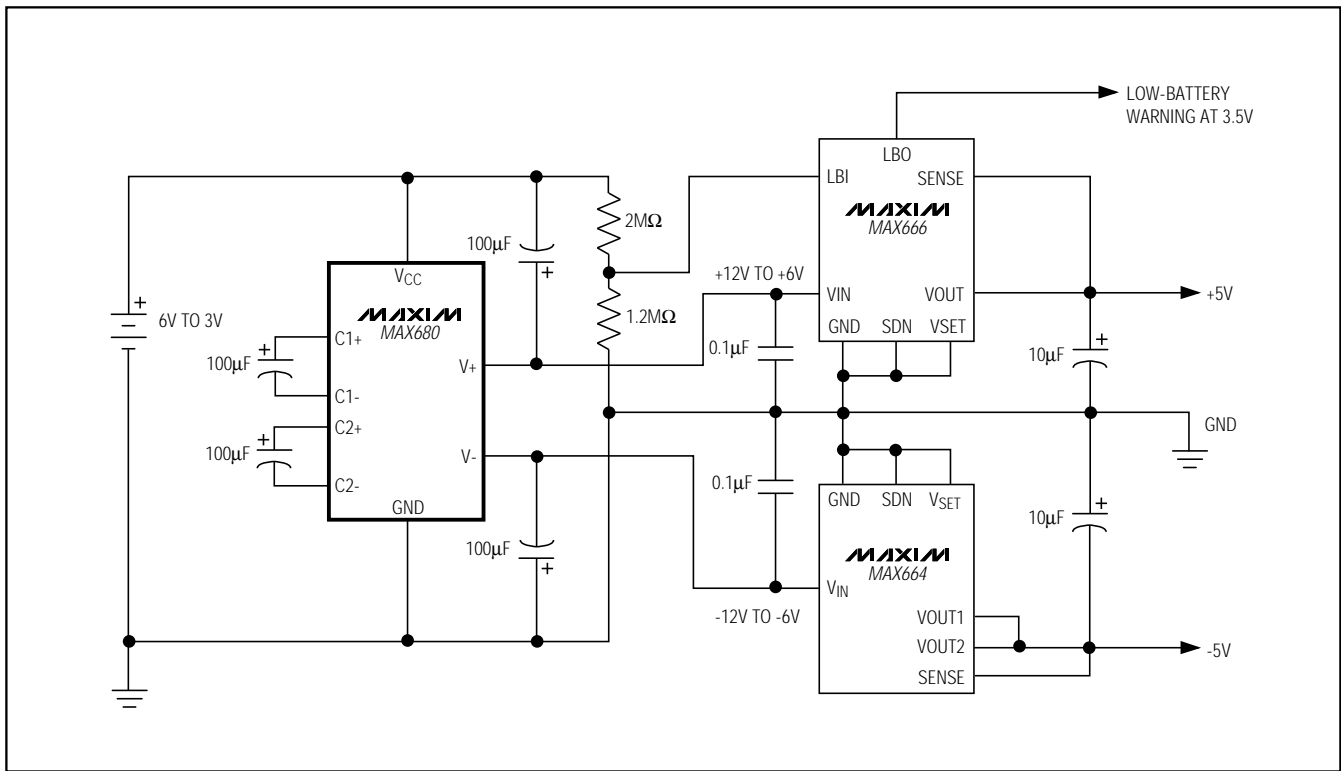 LOW-BATTERY
WARNING AT 3.5V
LBO
LBI
SENSE
MAXIM
MAX666
VIN
VOUT
GND
SDN
VSET
+5V
2MΩ
1.2MΩ
100µF
+
+12V TO +6V
VCC
MAXIM
MAX680
+
6V TO 3V
C1+
C1-
C2+
C2-
V+
V-
GND
+
100µF
+
100µF
0.1µF
0.1µF
+
10µF
GND
100µF
+
GND
SDN
VSET
MAXIM
MAX664
VIN
-12V TO -6V
VOUT1
VOUT2
SENSE
+
10µF
-5V